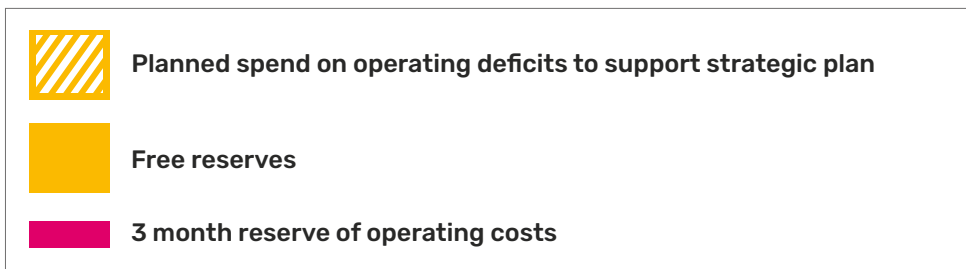 Planned spend on operating deficits to support strategic plan
Free reserves
3 month reserve of operating costs